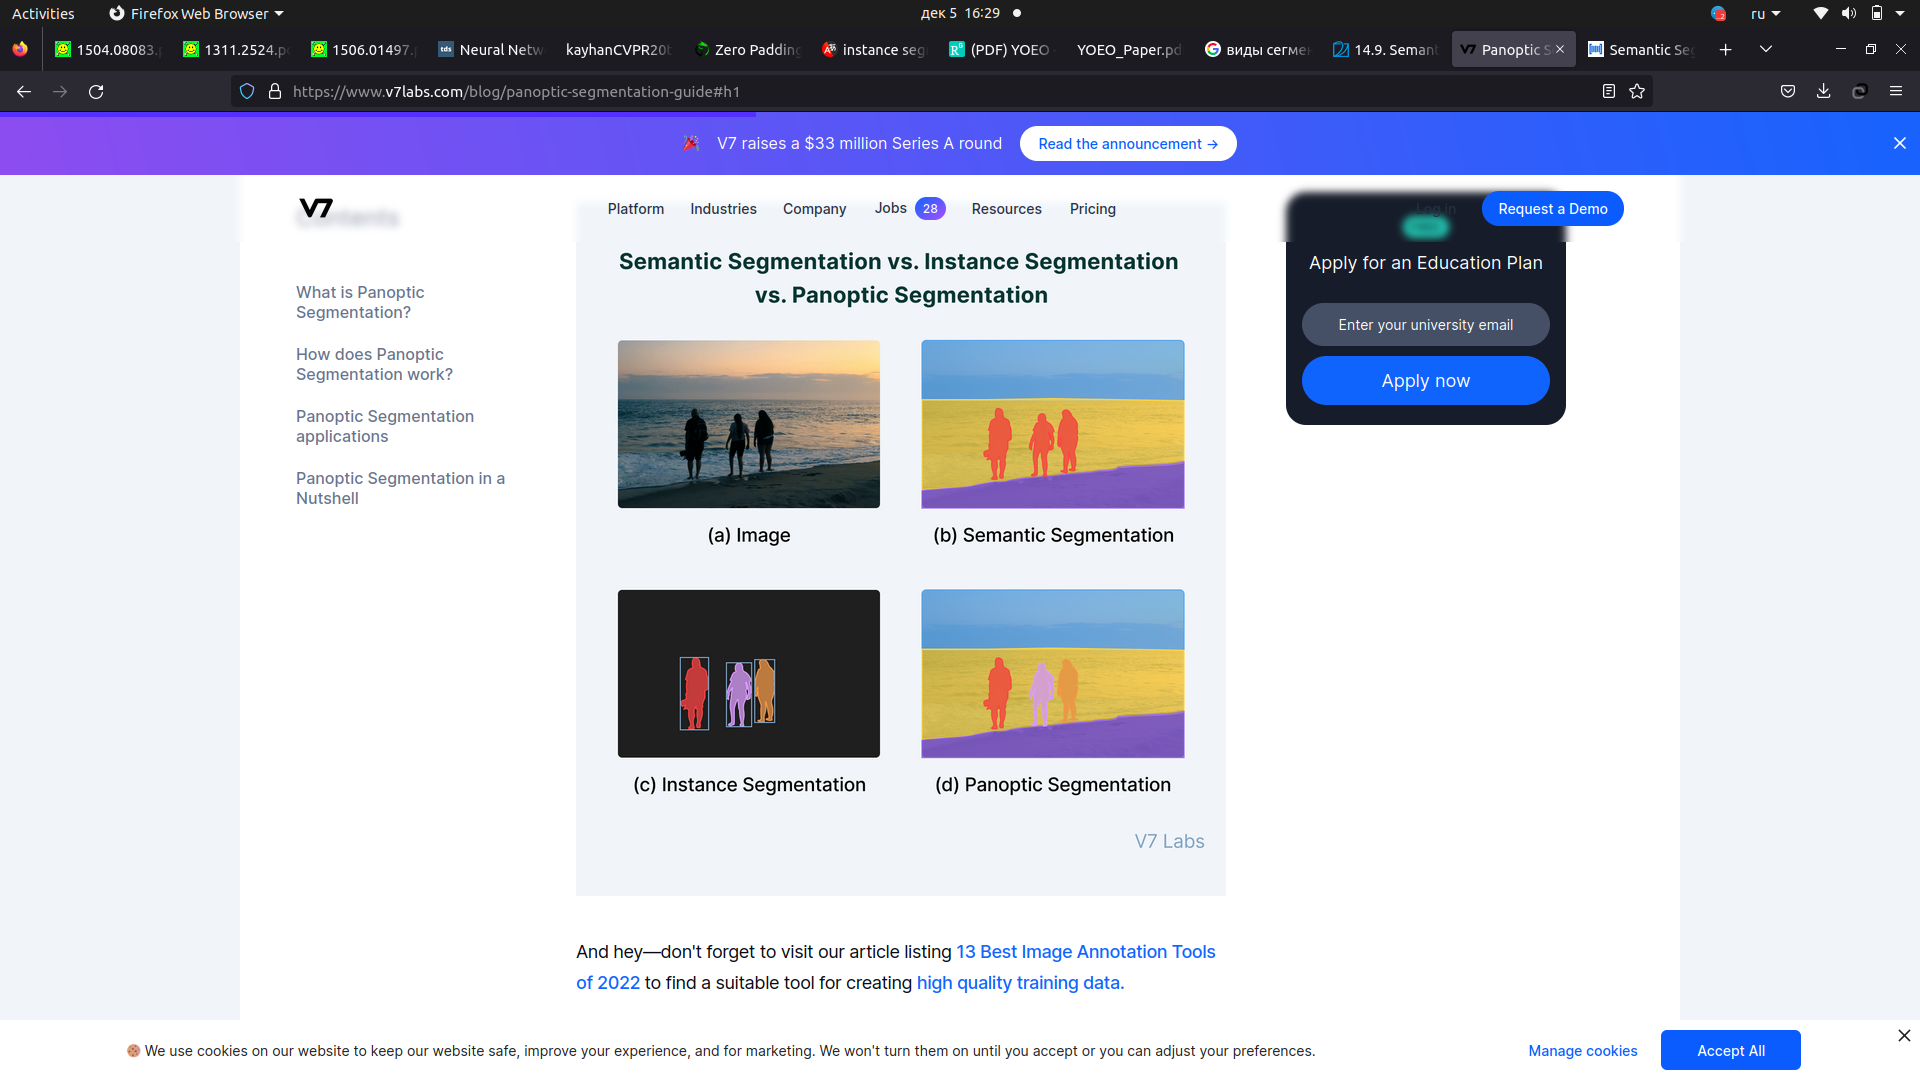 Activities
Firefox Web Browser
дек 5 16:29
ru
1504.08083.
1311.2524.p
1506.01497.
tds
Neural Netw
kayhanCVPR20
Zero Padding
instance seg
(PDF) YOEO
YOEO_Paper.pd
виды сегмен
14.9. Semant
V7 Panoptic S
Semantic Se
https://www.v7labs.com/blog/panoptic-segmentation-guide#h1
V7 raises a $33 million Series A round
Read the announcement →
V7
Contents
Platform
Industries
Company
Jobs
28
Resources
Pricing
Log in
Request a Demo
What is Panoptic
Segmentation?
How does Panoptic
Segmentation work?
Panoptic Segmentation
applications
Panoptic Segmentation in a
Nutshell
Semantic Segmentation vs. Instance Segmentation
vs. Panoptic Segmentation
(a) Image
(b) Semantic Segmentation
(c) Instance Segmentation
(d) Panoptic Segmentation
V7 Labs
Apply for an Education Plan
Enter your university email
Apply now
And hey—don't forget to visit our article listing 13 Best Image Annotation Tools
of 2022 to find a suitable tool for creating high quality training data.
We use cookies on our website to keep our website safe, improve your experience, and for marketing. We won't turn them on until you accept or you can adjust your preferences.
Manage cookies
Accept All